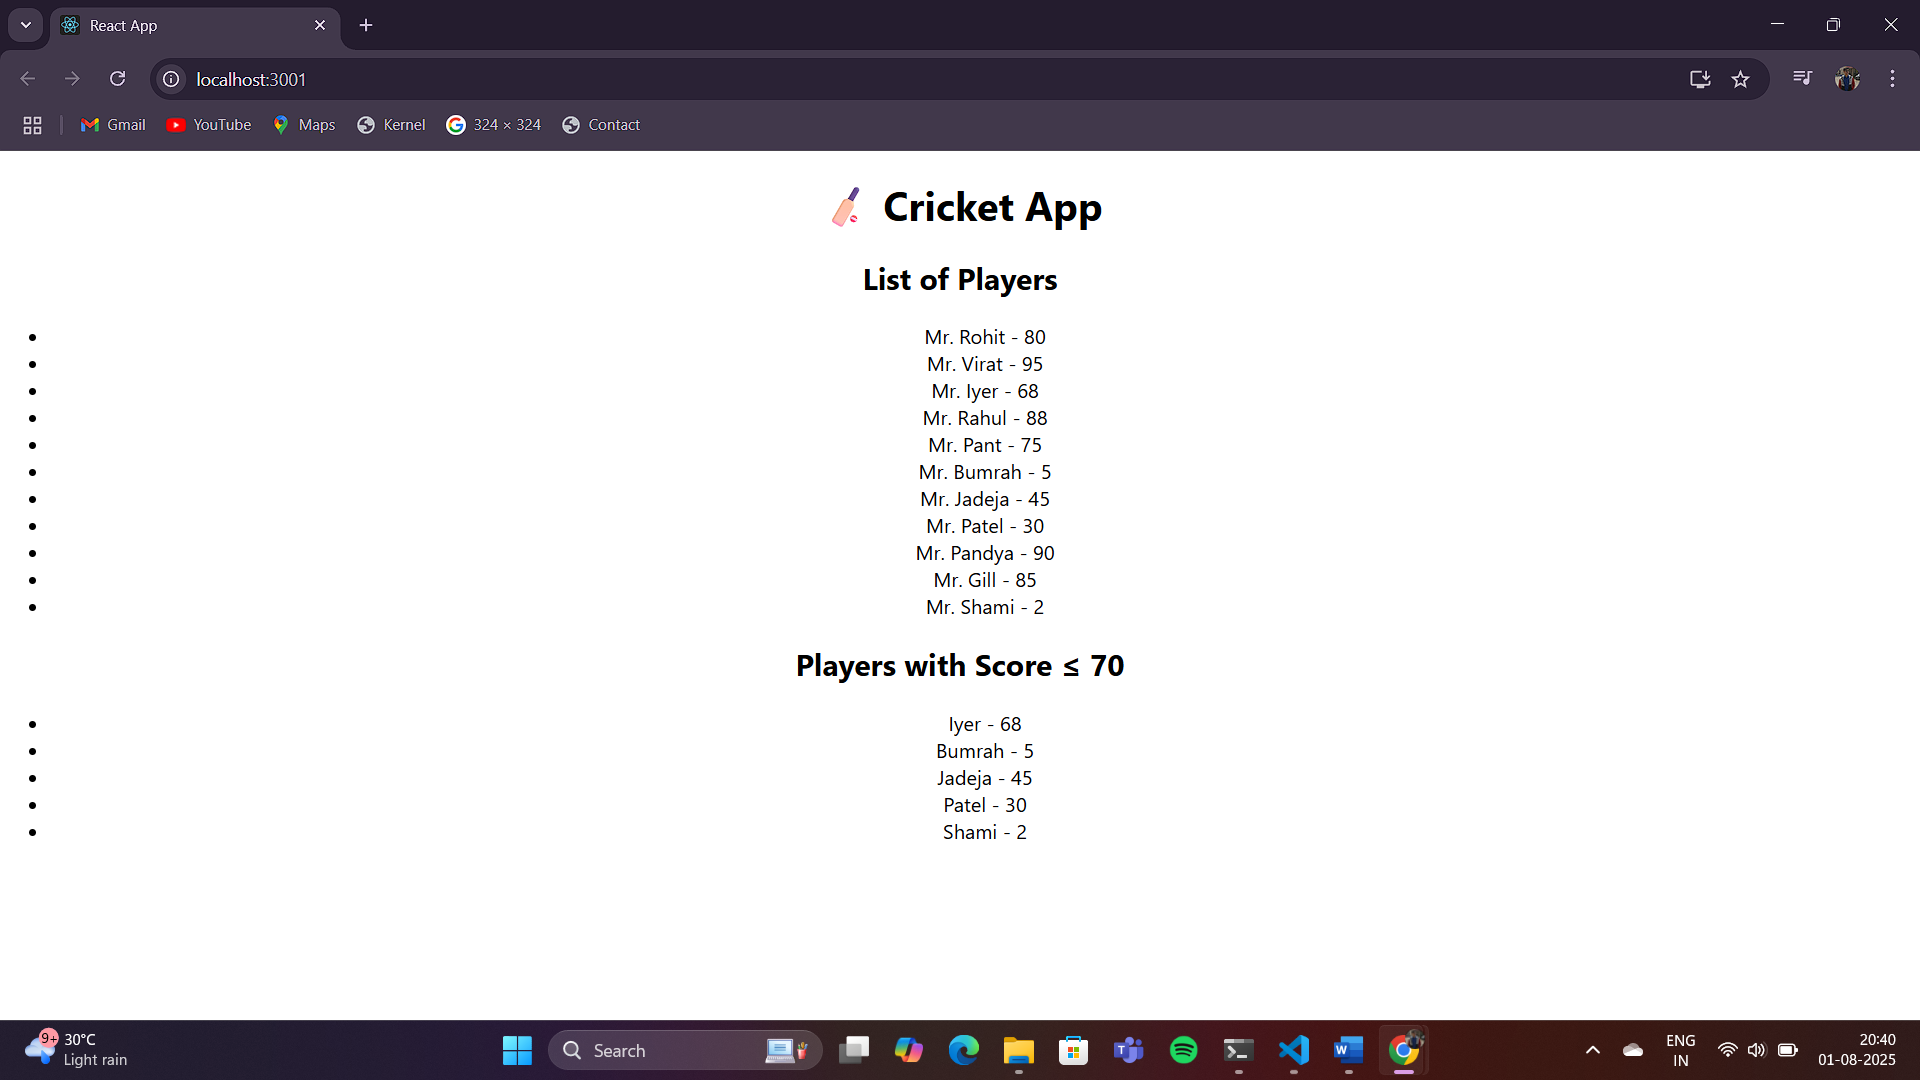 React App
localhost:3001
Gmail YouTube Maps Kernel 324 × 324 Contact
Cricket App
List of Players
• Mr. Rohit - 80
• Mr. Virat - 95
• Mr. Iyer - 68
• Mr. Rahul - 88
• Mr. Pant - 75
• Mr. Bumrah - 5
• Mr. Jadeja - 45
• Mr. Patel - 30
• Mr. Pandya - 90
• Mr. Gill - 85
• Mr. Shami - 2
Players with Score ≤ 70
• Iyer - 68
• Bumrah - 5
• Jadeja - 45
• Patel - 30
• Shami - 2
9+ 30°C
Light rain
Search
ENG
IN
20:40
01-08-2025